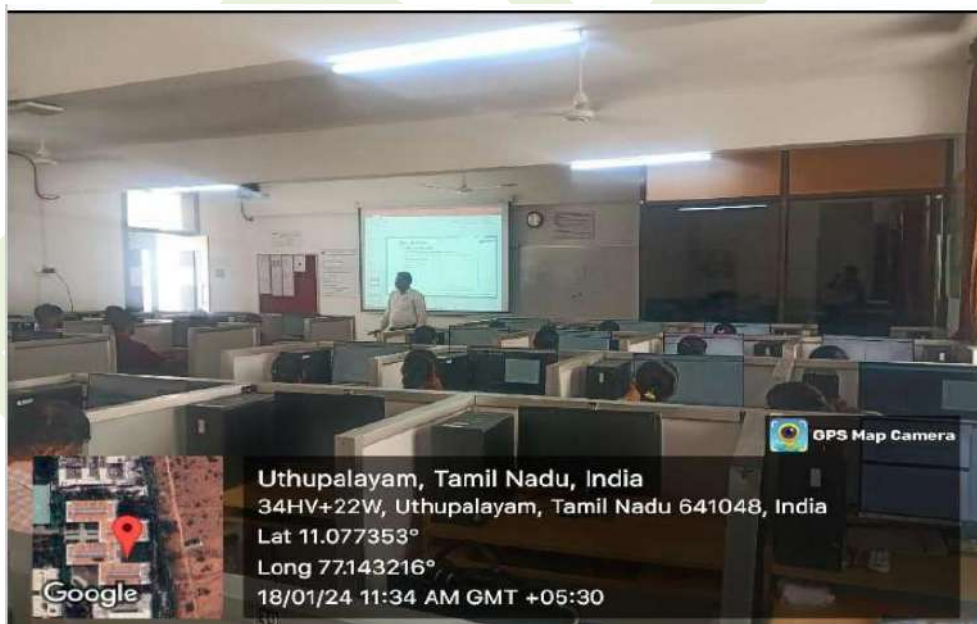 GPS Map Camera
Uthupalayam, Tamil Nadu, India
34HV+22W, Uthupalayam, Tamil Nadu 641048, India
Lat 11.077353°
Long 77.143216°
18/01/24 11:34 AM GMT +05:30
Google